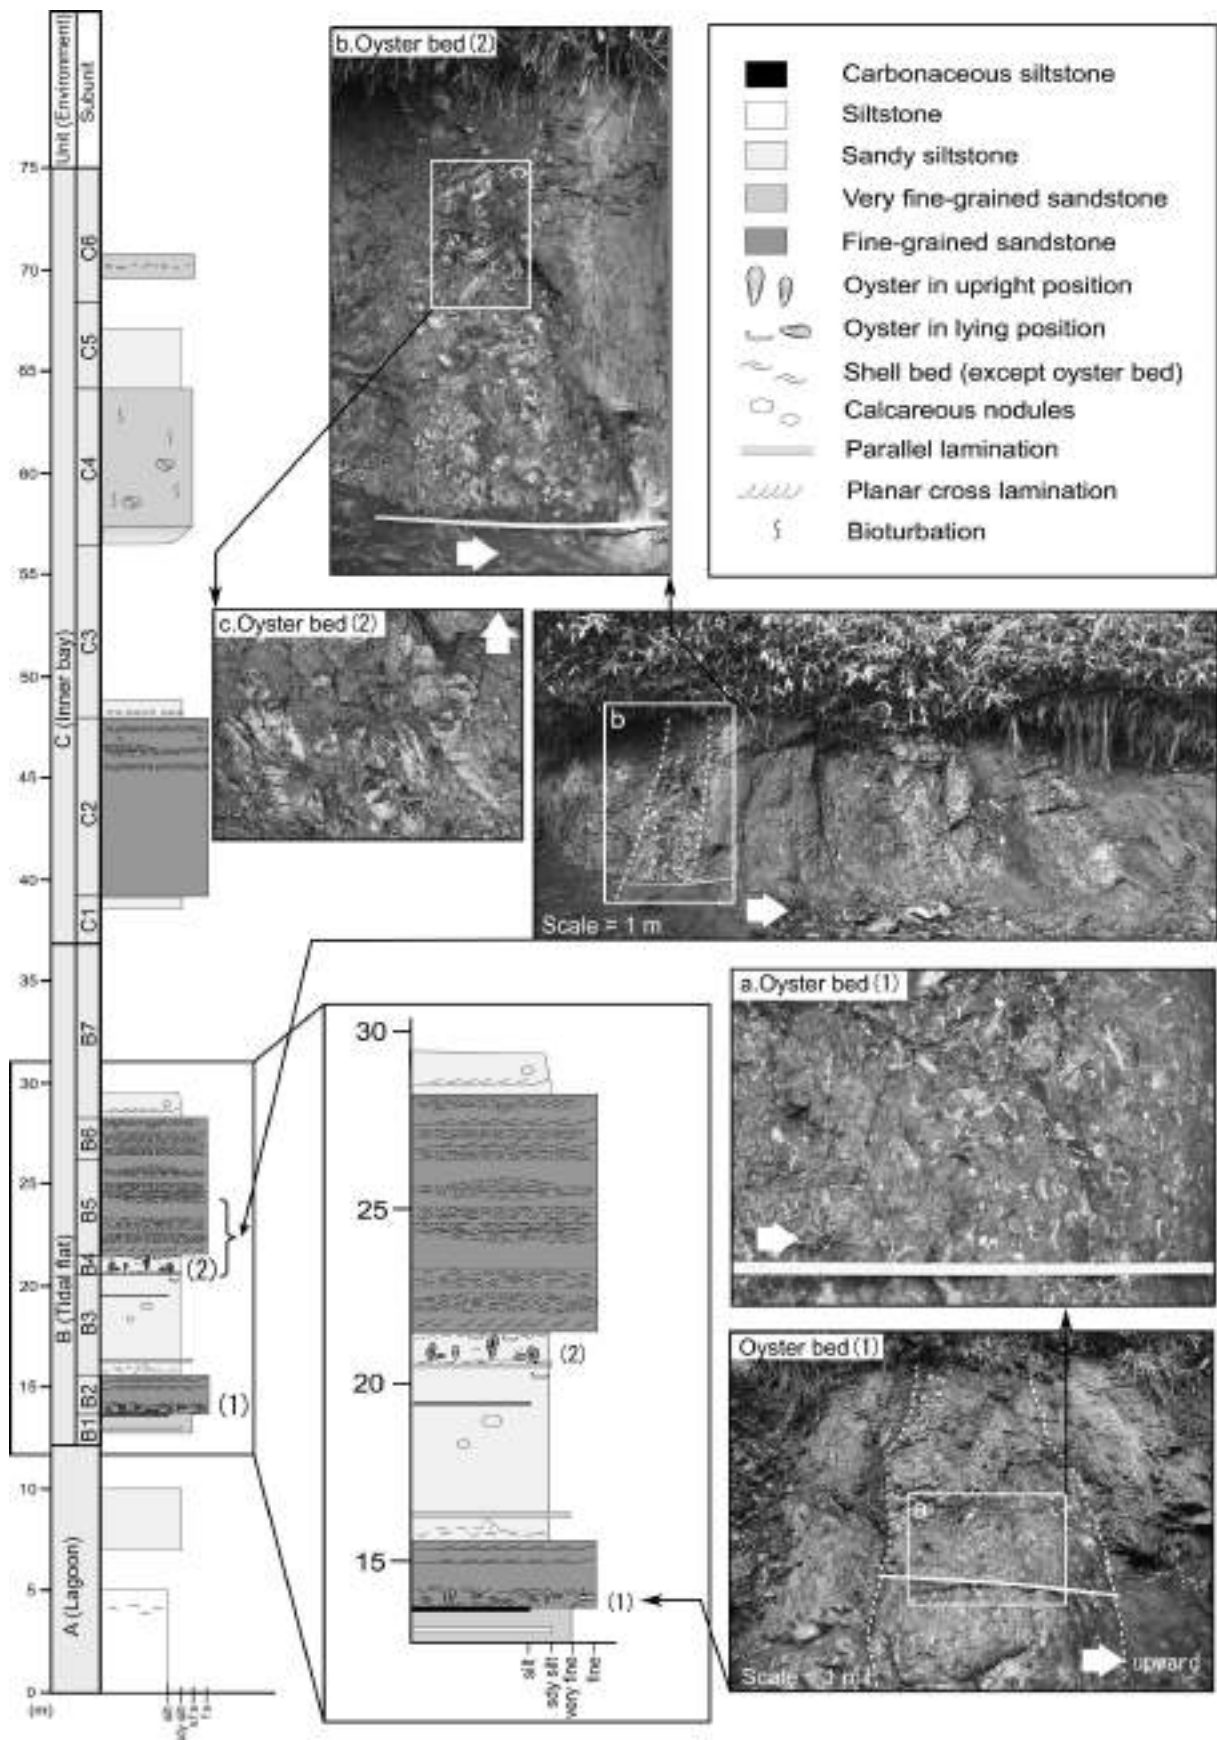 Unit (Environment)
Subunit
75
70
65
60
55
50
45
40
35
30
25
20
15
10
5
0
(m)
C (Inner bay)
B (Tidal flat)
A (Lagoon)
C6
C5
C4
C3
C2
C1
B7
B6
B5
B4
B3
B2
B1
(2)
(1)
silt
sdy silt
v.f.s
f.s
b.Oyster bed (2)
c
Carbonaceous siltstone
Siltstone
Sandy siltstone
Very fine-grained sandstone
Fine-grained sandstone
Oyster in upright position
Oyster in lying position
Shell bed (except oyster bed)
Calcareous nodules
Parallel lamination
Planar cross lamination
Bioturbation
c.Oyster bed (2)
b
Scale = 1 m
30
25
20
15
(2)
(1)
silt
sdy silt
very fine
fine
a.Oyster bed (1)
Oyster bed (1)
a
Scale = 1 m
upward